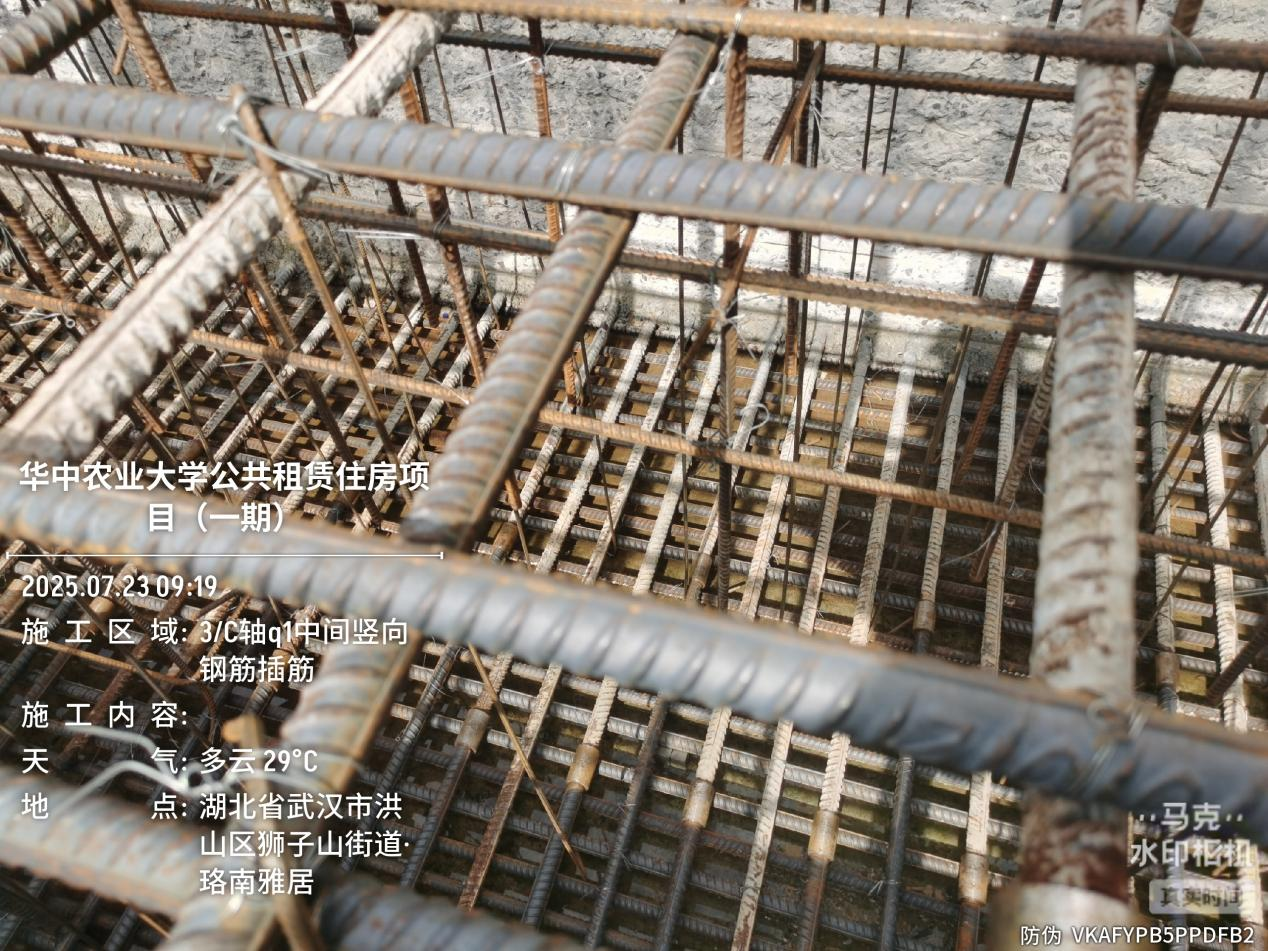 华中农业大学公共租赁住房项
目（一期）
2025.07.23 09:19
施工区域: 3/C轴q1中间竖向
钢筋插筋
施工内容:
天气: 多云 29°C
地点: 湖北省武汉市洪
山区狮子山街道·
珞南雅居
马克
水印相机
真实时间
防伪 VKAFYPB5PPDFB2